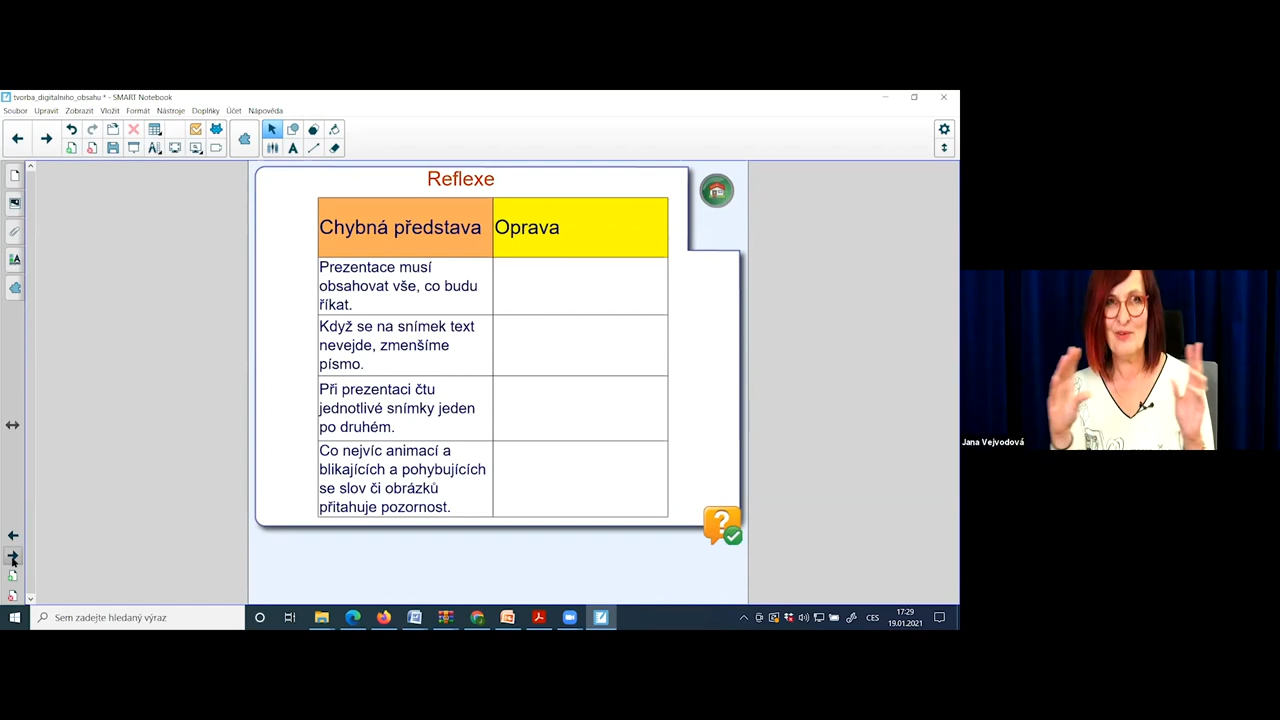 tvorba_digitalniho_obsahu * - SMART Notebook
Soubor Upravit Zobrazit Vložit Formát Nástroje Doplňky Účet Nápověda
Reflexe
Chybná představa Oprava
Prezentace musí
obsahovat vše, co budu
říkat.
Když se na snímek text
nevejde, zmenšíme
písmo.
Při prezentaci čtu
jednotlivé snímky jeden
po druhém.
Co nejvíc animací a
blikajících a pohybujících
se slov či obrázků
přitahuje pozornost.
Jana Vejvodová
Sem zadejte hledaný výraz
CES
17:29
19.01.2021